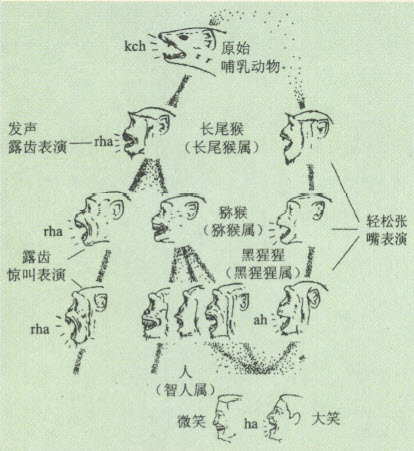 kch
原始
哺乳动物
发声
露齿表演
rha
长尾猴
（长尾猴属）
rha
猕猴
（猕猴属）
轻松张
嘴表演
露齿
惊叫表演
黑猩猩
（黑猩猩属）
rha
ah
人
（智人属）
微笑
ha
大笑